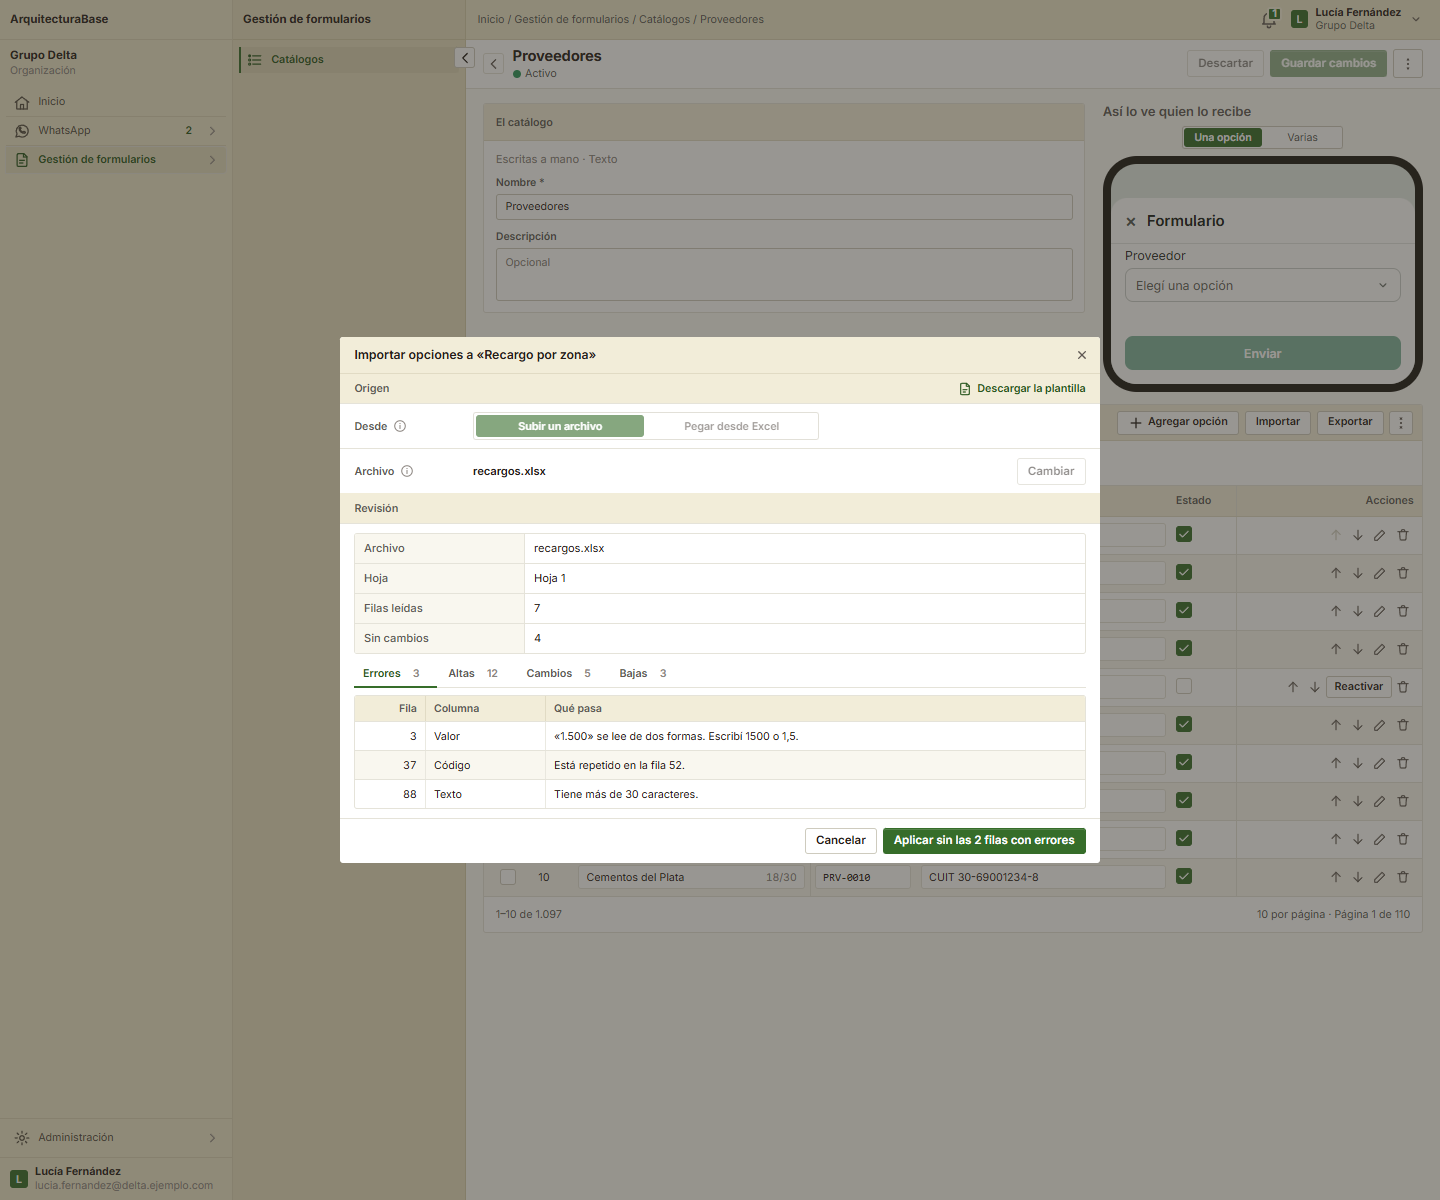 ArquitecturaBase
Gestión de formularios
Inicio / Gestión de formularios / Catálogos / Proveedores
1
L
Lucía Fernández
Grupo Delta
Grupo Delta
Organización
Inicio
WhatsApp 2
Gestión de formularios
Catálogos
Proveedores
Activo
Descartar
Guardar cambios
El catálogo
Escritas a mano · Texto
Nombre *
Proveedores
Descripción
Opcional
Así lo ve quien lo recibe
Una opción
Varias
Formulario
Proveedor
Elegí una opción
Enviar
Importar opciones a «Recargo por zona»
Origen
Descargar la plantilla
Desde
Subir un archivo
Pegar desde Excel
Archivo
recargos.xlsx
Cambiar
Revisión
Archivo recargos.xlsx
Hoja Hoja 1
Filas leídas 7
Sin cambios 4
Errores 3 Altas 12 Cambios 5 Bajas 3
Fila Columna Qué pasa
3 Valor «1.500» se lee de dos formas. Escribí 1500 o 1,5.
37 Código Está repetido en la fila 52.
88 Texto Tiene más de 30 caracteres.
Cancelar
Aplicar sin las 2 filas con errores
Agregar opción
Importar
Exportar
Estado
Acciones
Reactivar
10 Cementos del Plata 18/30 PRV-0010 CUIT 30-69001234-8
1–10 de 1.097
10 por página · Página 1 de 110
Administración
L
Lucía Fernández
lucia.fernandez@delta.ejemplo.com